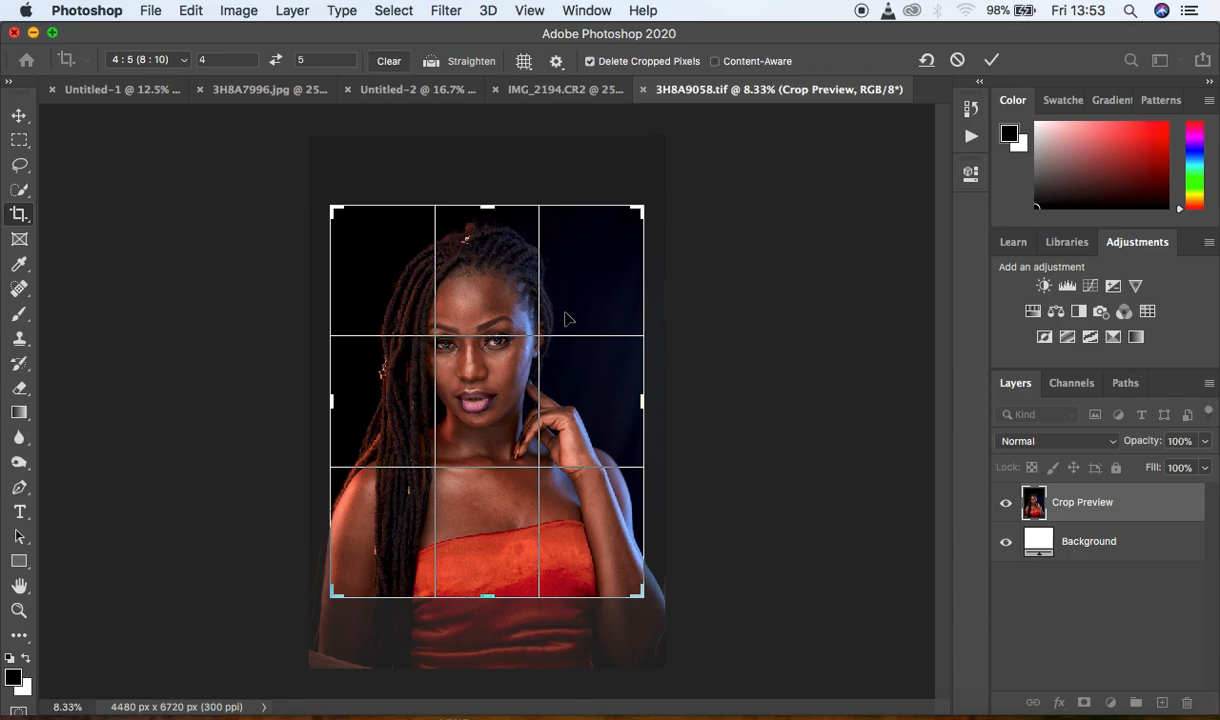 Photoshop File Edit Image Layer Type Select Filter 3D View Window Help 98% Fri 13:53
Adobe Photoshop 2020
4 : 5 (8 : 10) 4 5 Clear Straighten Delete Cropped Pixels Content-Aware
Untitled-1 @ 12.5% ... 3H8A7996.jpg @ 25... Untitled-2 @ 16.7% ... IMG_2194.CR2 @ 25... 3H8A9058.tif @ 8.33% (Crop Preview, RGB/8*)
Color Swatche Gradient Patterns
Learn Libraries Adjustments
Add an adjustment
Layers Channels Paths
Kind
Normal Opacity: 100%
Lock: Fill: 100%
Crop Preview
Background
fx
8.33% 4480 px x 6720 px (300 ppi)